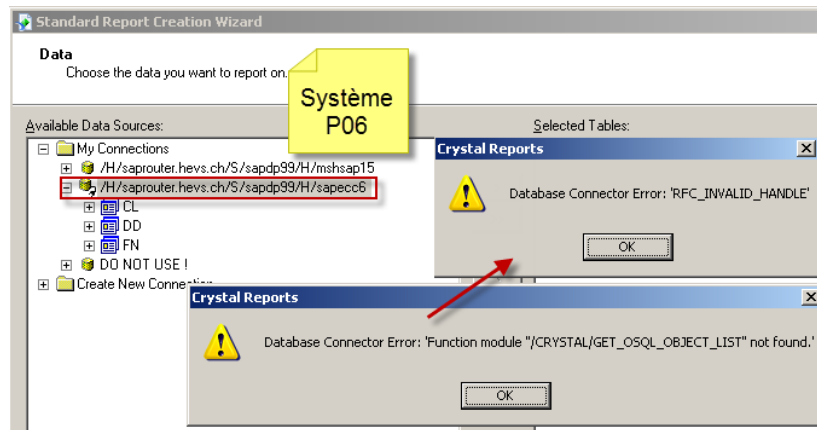 Standard Report Creation Wizard
Data
Choose the data you want to report on.
Système
P06
Available Data Sources:
Selected Tables:
My Connections
/H/saprouter.hevs.ch/S/sapdp99/H/mshsap15
/H/saprouter.hevs.ch/S/sapdp99/H/sapecc6
CL
DD
FN
DO NOT USE !
Create New Connection
Crystal Reports
Database Connector Error: 'RFC_INVALID_HANDLE'
OK
Crystal Reports
Database Connector Error: 'Function module "/CRYSTAL/GET_OSQL_OBJECT_LIST" not found.'
OK